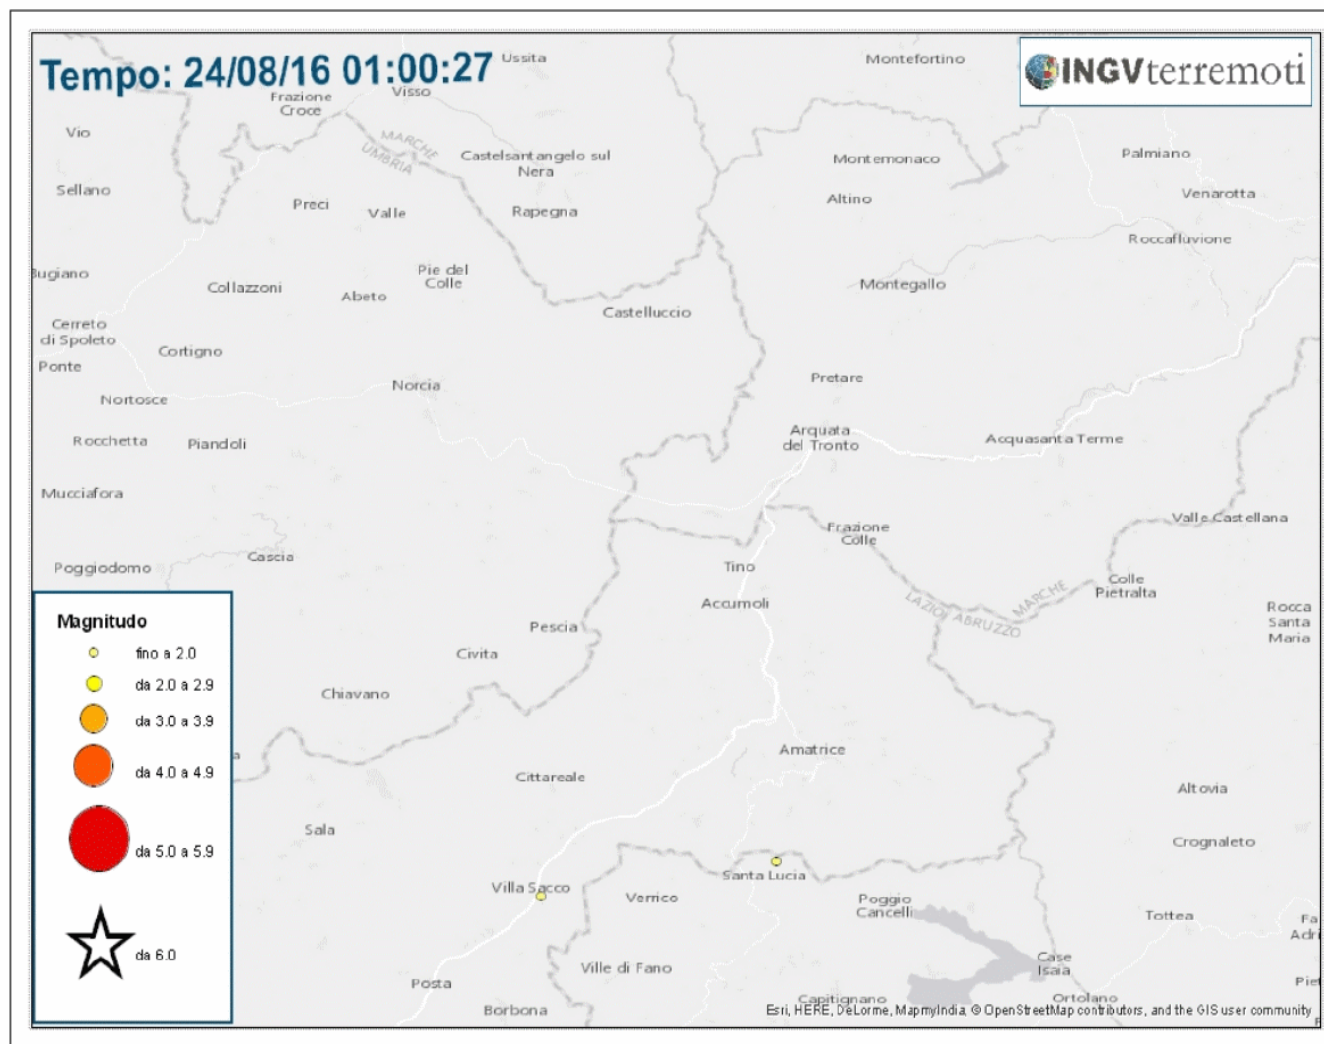 Tempo: 24/08/16 01:00:27
INGVterremoti
Ussita
Montefortino
Visso
Frazione
Croce
Vio
MARCHE
UMBRIA
Castelsantangelo sul
Nera
Montemonaco
Palmiano
Sellano
Preci
Valle
Rapegna
Altino
Venarotta
Roccafluvione
Bugiano
Collazzoni
Abeto
Pie del
Colle
Castelluccio
Montegallo
Cerreto
di Spoleto
Cortigno
Ponte
Nortosce
Norcia
Pretare
Rocchetta
Piandoli
Arquata
del Tronto
Acquasanta Terme
Mucciafora
Valle Castellana
Frazione
Colle
Cascia
Poggiodomo
Tino
Accumoli
Colle
Pietralta
MARCHE
LAZIO
ABRUZZO
Rocca
Santa
Maria
Pescia
Civita
Chiavano
a
Amatrice
Cittareale
Altovia
Sala
Crognaleto
Santa Lucia
Villa Sacco
Verrico
Poggio
Cancelli
Tottea
Fa
Adri
Ville di Fano
Case
Isaia
Posta
Borbona
Capitignano
Ortolano
Piet
F
Magnitudo
fino a 2.0
da 2.0 a 2.9
da 3.0 a 3.9
da 4.0 a 4.9
da 5.0 a 5.9
da 6.0
Esri, HERE, DeLorme, MapmyIndia, © OpenStreetMap contributors, and the GIS user community